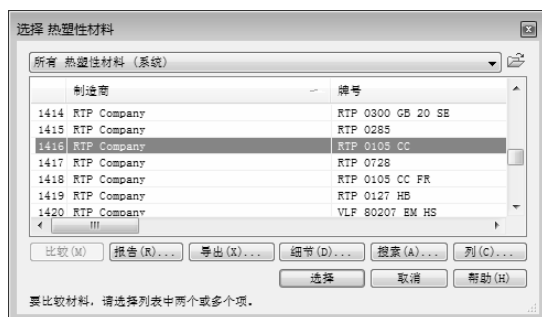 选择 热塑性材料
所有 热塑性材料 (系统)
制造商 牌号
1414 RTP Company RTP 0300 GB 20 SE
1415 RTP Company RTP 0285
1416 RTP Company RTP 0105 CC
1417 RTP Company RTP 0728
1418 RTP Company RTP 0105 CC FR
1419 RTP Company RTP 0127 HB
1420 RTP Company VLF 80207 EM HS
比较(M) 报告(R)... 导出(X)... 细节(D)... 搜索(A)... 列(C)...
选择 取消 帮助(H)
要比较材料，请选择列表中两个或多个项。